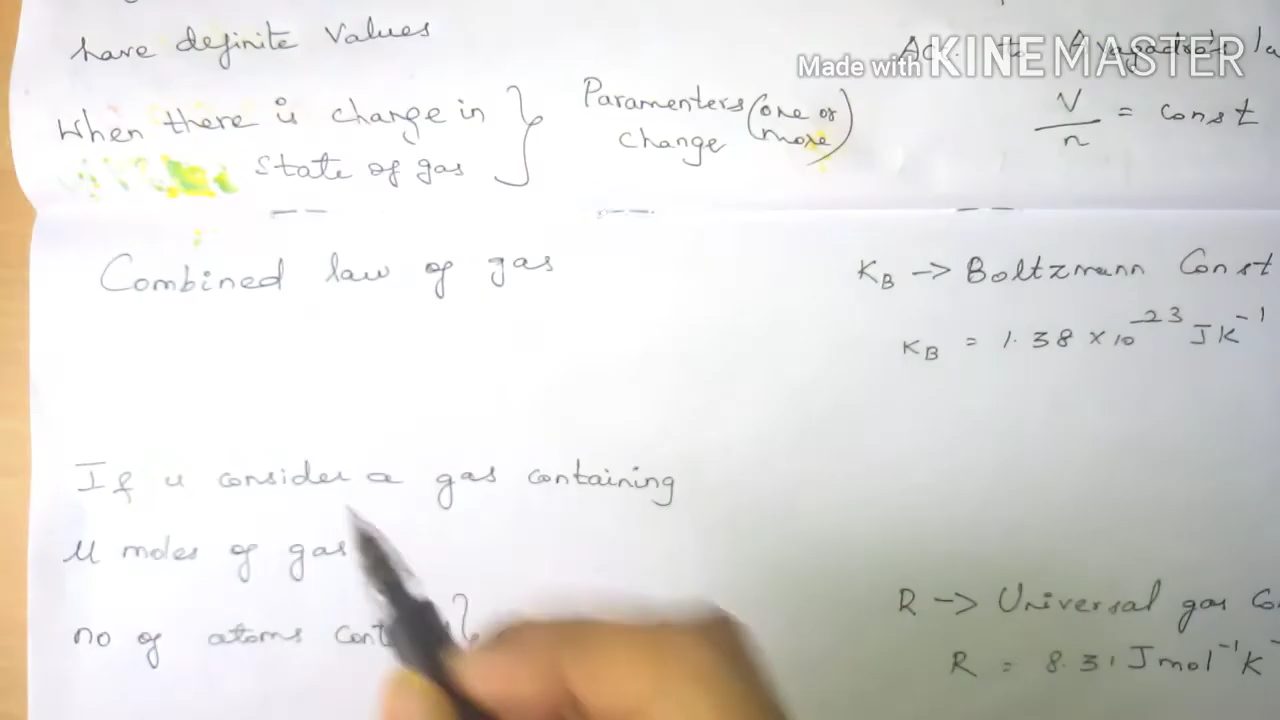 have definite values
When there is change in
state of gas
Paramenters (one or more)
change
Made with KINEMASTER
V/n = const
Combined law of gas
KB -> Boltzmann Const
KB = 1.38 × 10^-23 JK^-1
If u consider a gas containing
μ moles of gas
no of atoms
R -> Universal gas
R = 8.31 Jmol^-1 K